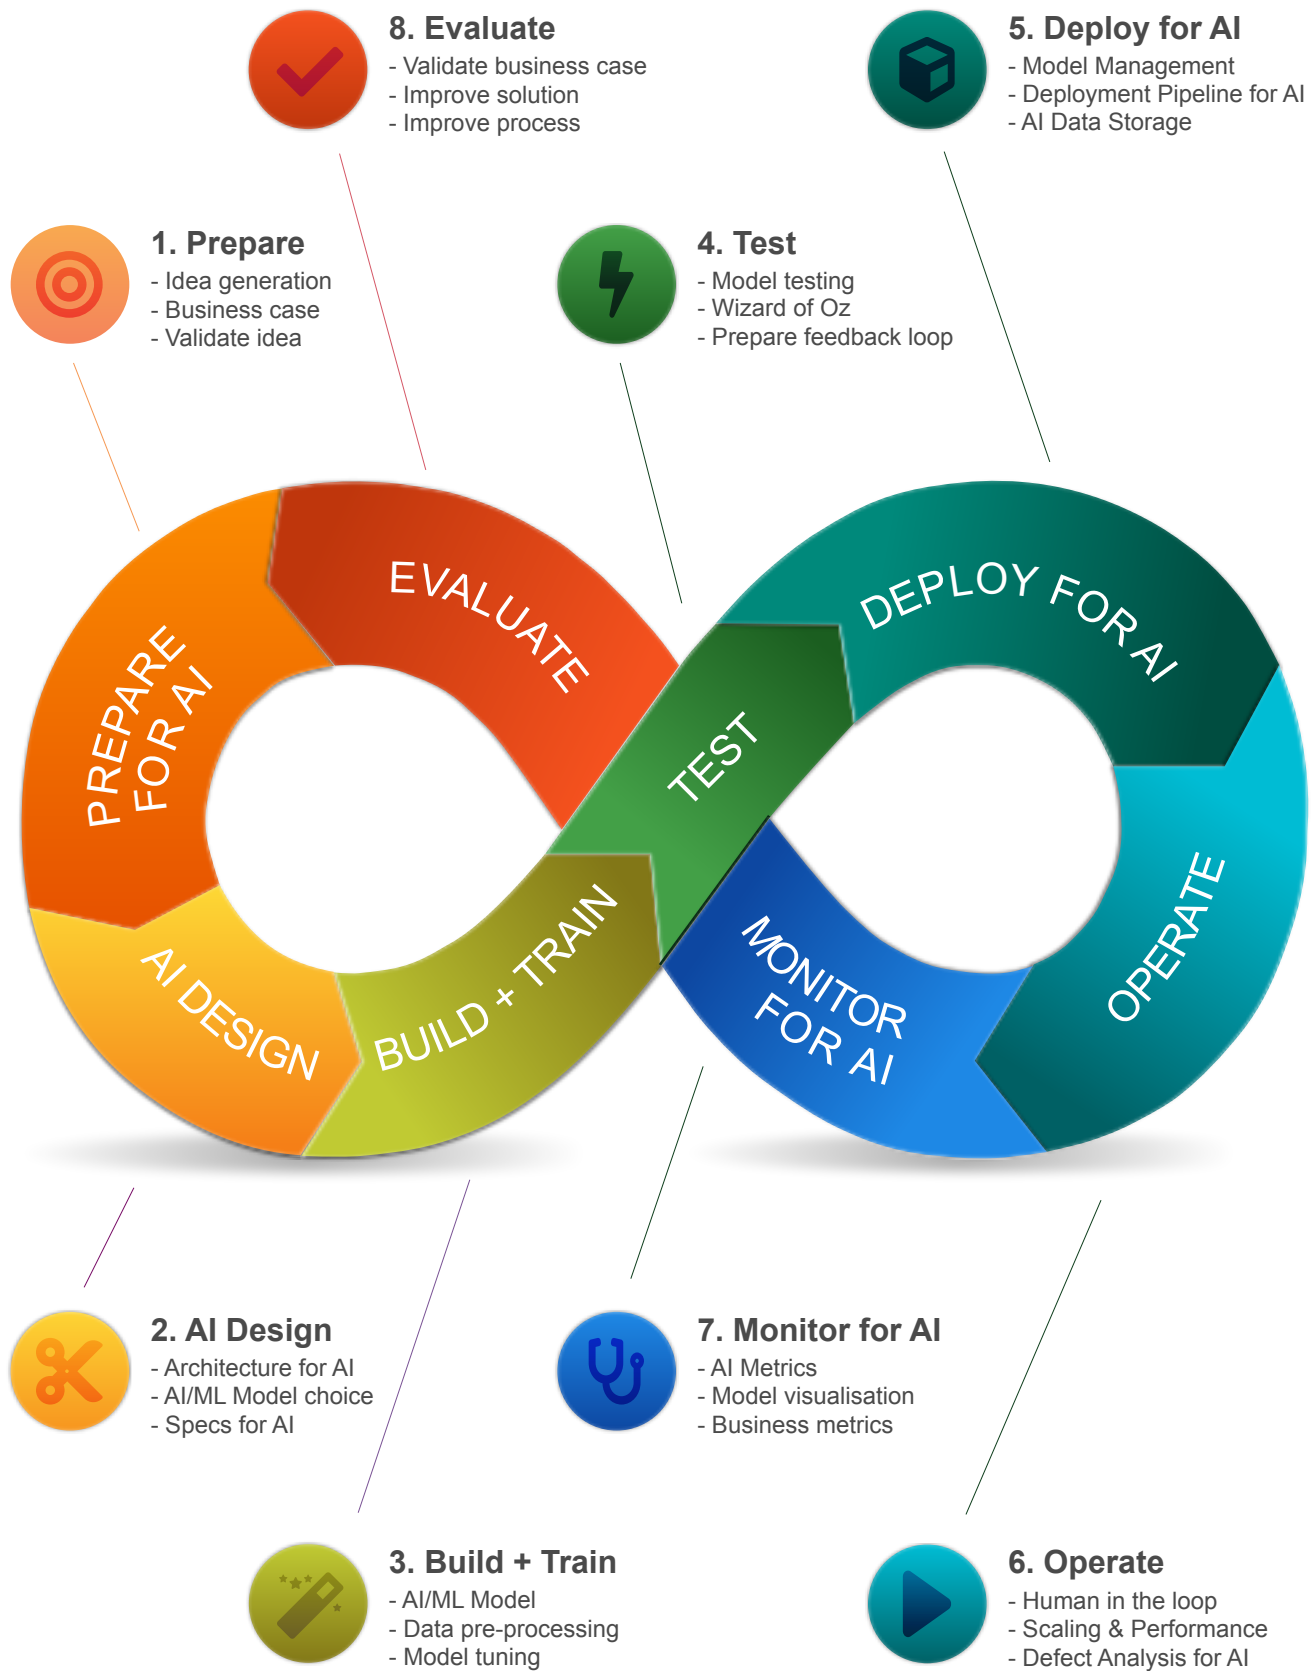 8. Evaluate
- Validate business case
- Improve solution
- Improve process
5. Deploy for AI
- Model Management
- Deployment Pipeline for AI
- AI Data Storage
1. Prepare
- Idea generation
- Business case
- Validate idea
4. Test
- Model testing
- Wizard of Oz
- Prepare feedback loop
EVALUATE
DEPLOY FOR AI
PREPARE
FOR AI
TEST
AI DESIGN
BUILD + TRAIN
MONITOR
FOR AI
OPERATE
2. AI Design
- Architecture for AI
- AI/ML Model choice
- Specs for AI
7. Monitor for AI
- AI Metrics
- Model visualisation
- Business metrics
3. Build + Train
- AI/ML Model
- Data pre-processing
- Model tuning
6. Operate
- Human in the loop
- Scaling & Performance
- Defect Analysis for AI